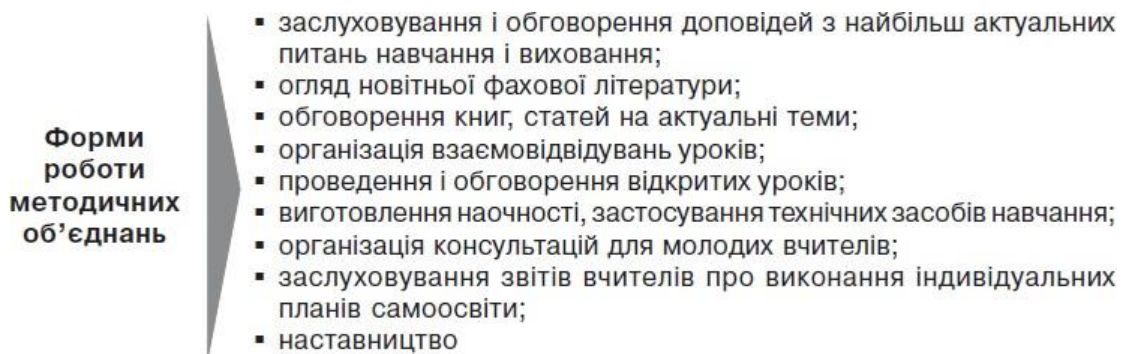 Форми
роботи
методичних
об’єднань
▪ заслуховування і обговорення доповідей з найбільш актуальних
питань навчання і виховання;
▪ огляд новітньої фахової літератури;
▪ обговорення книг, статей на актуальні теми;
▪ організація взаємовідвідувань уроків;
▪ проведення і обговорення відкритих уроків;
▪ виготовлення наочності, застосування технічних засобів навчання;
▪ організація консультацій для молодих вчителів;
▪ заслуховування звітів вчителів про виконання індивідуальних
планів самоосвіти;
▪ наставництво